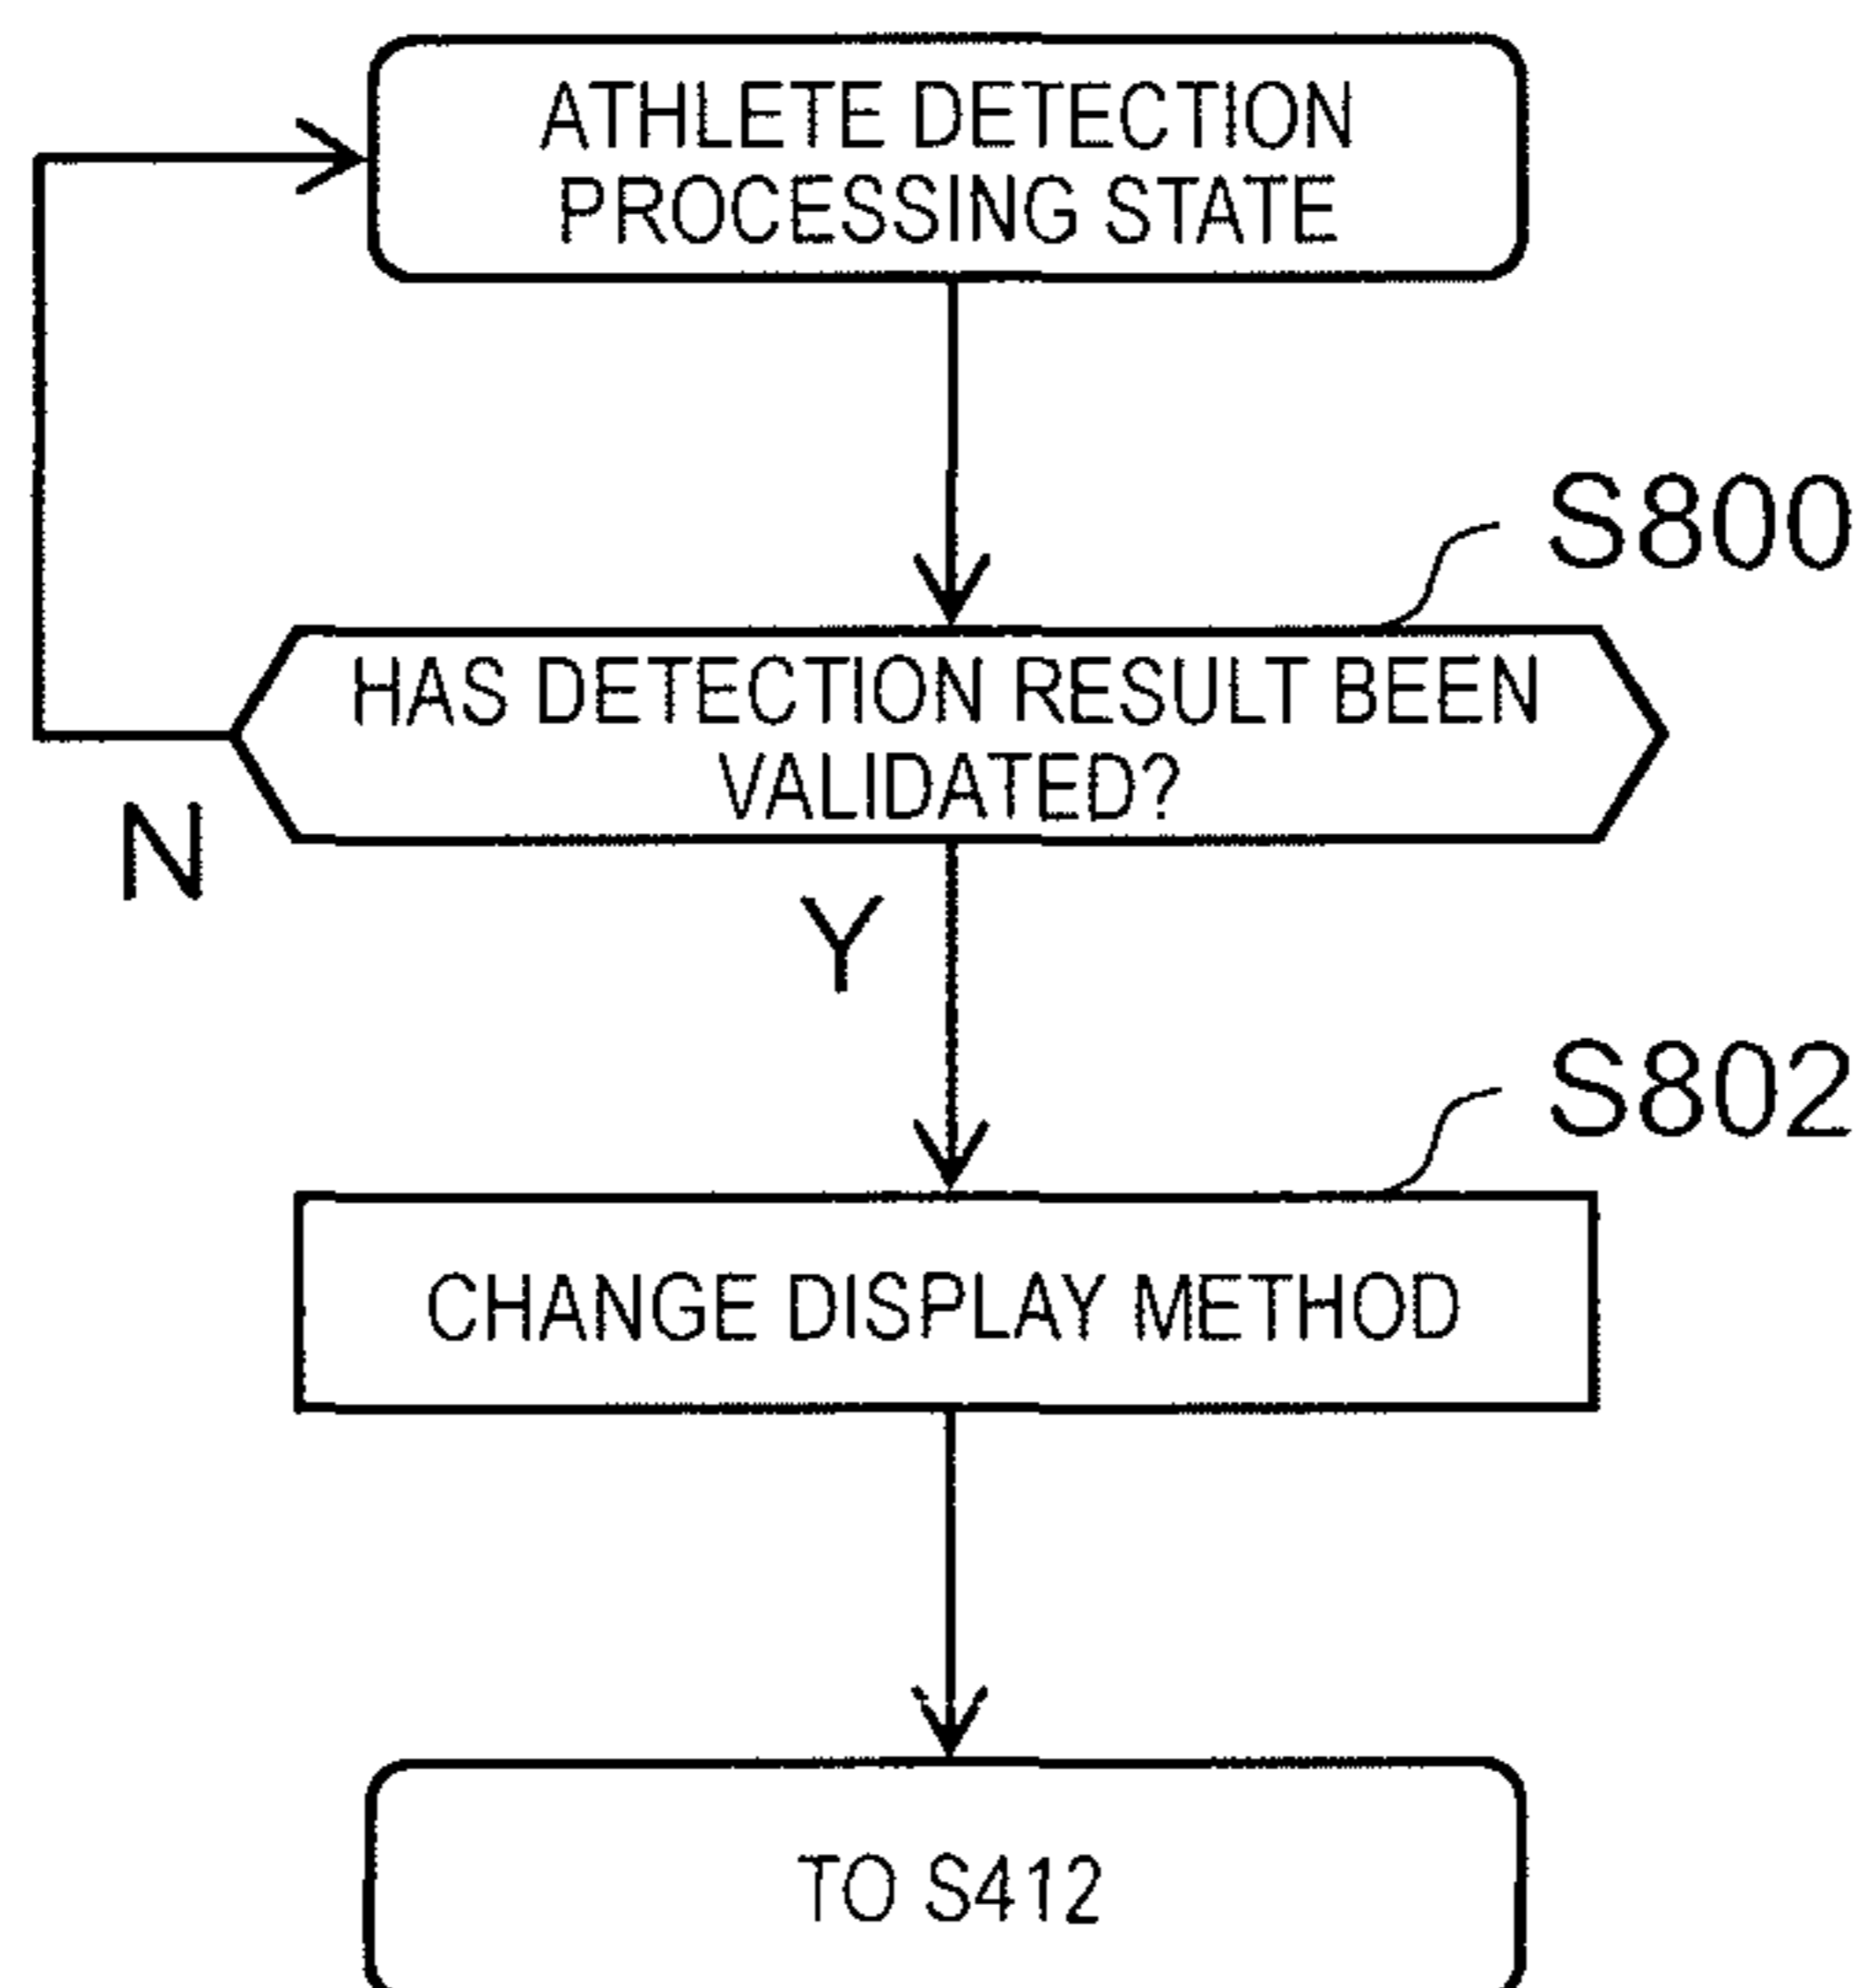 ATHLETE DETECTION
PROCESSING STATE
S800
HAS DETECTION RESULT BEEN
VALIDATED?
N
Y
S802
CHANGE DISPLAY METHOD
TO S412